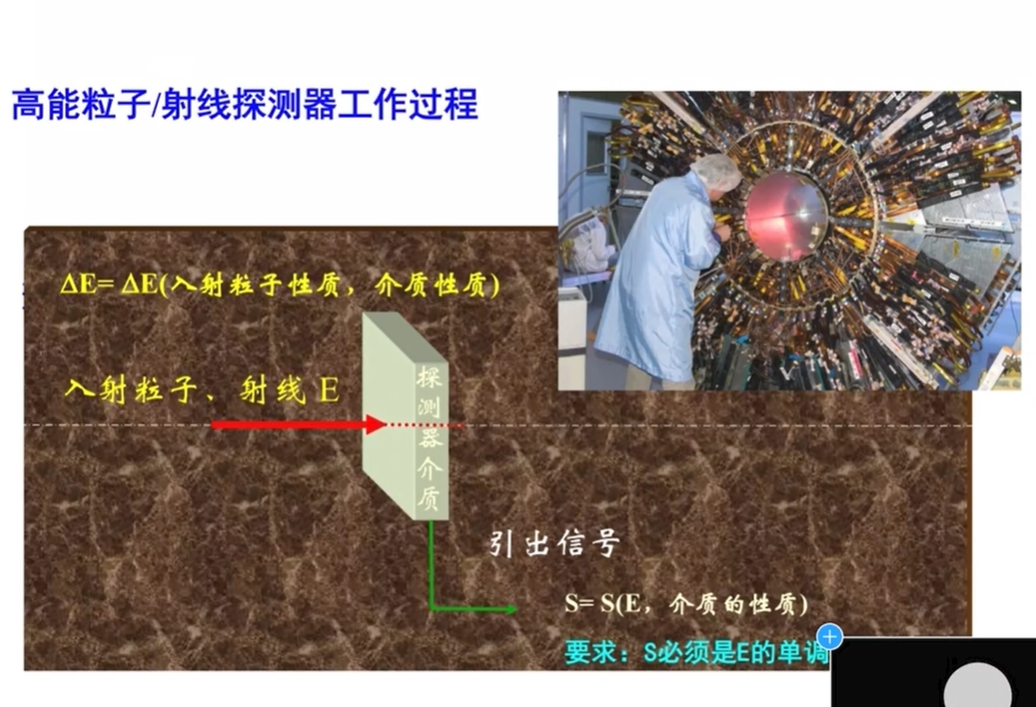 高能粒子/射线探测器工作过程
ΔE= ΔE(入射粒子性质，介质性质)
入射粒子、射线 E
探测器介质
引出信号
S= S(E，介质的性质)
要求：S必须是E的单调